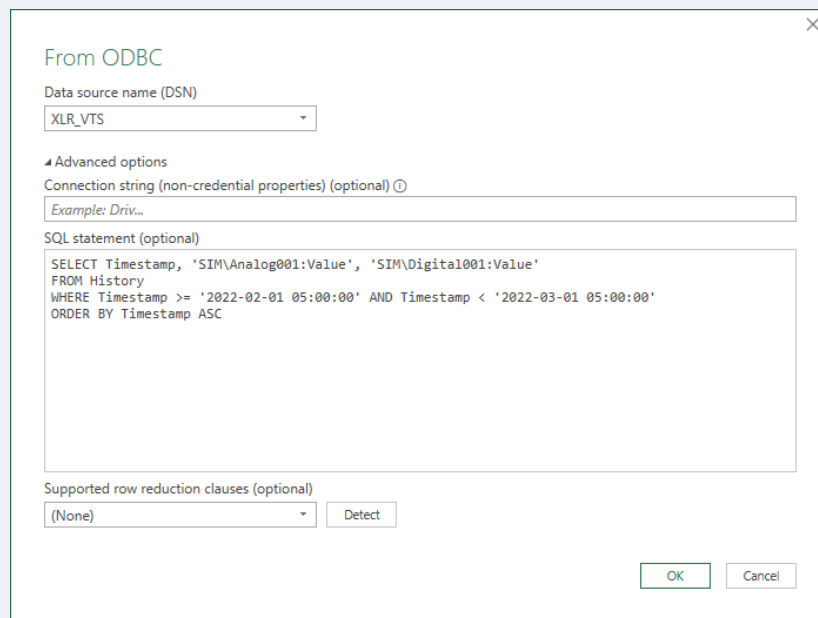 From ODBC
Data source name (DSN)
XLR_VTS
Advanced options
Connection string (non-credential properties) (optional)
Example: Driv...
SQL statement (optional)
SELECT Timestamp, 'SIM\Analog001:Value', 'SIM\Digital001:Value'
FROM History
WHERE Timestamp >= '2022-02-01 05:00:00' AND Timestamp < '2022-03-01 05:00:00'
ORDER BY Timestamp ASC
Supported row reduction clauses (optional)
(None)
Detect
OK
Cancel